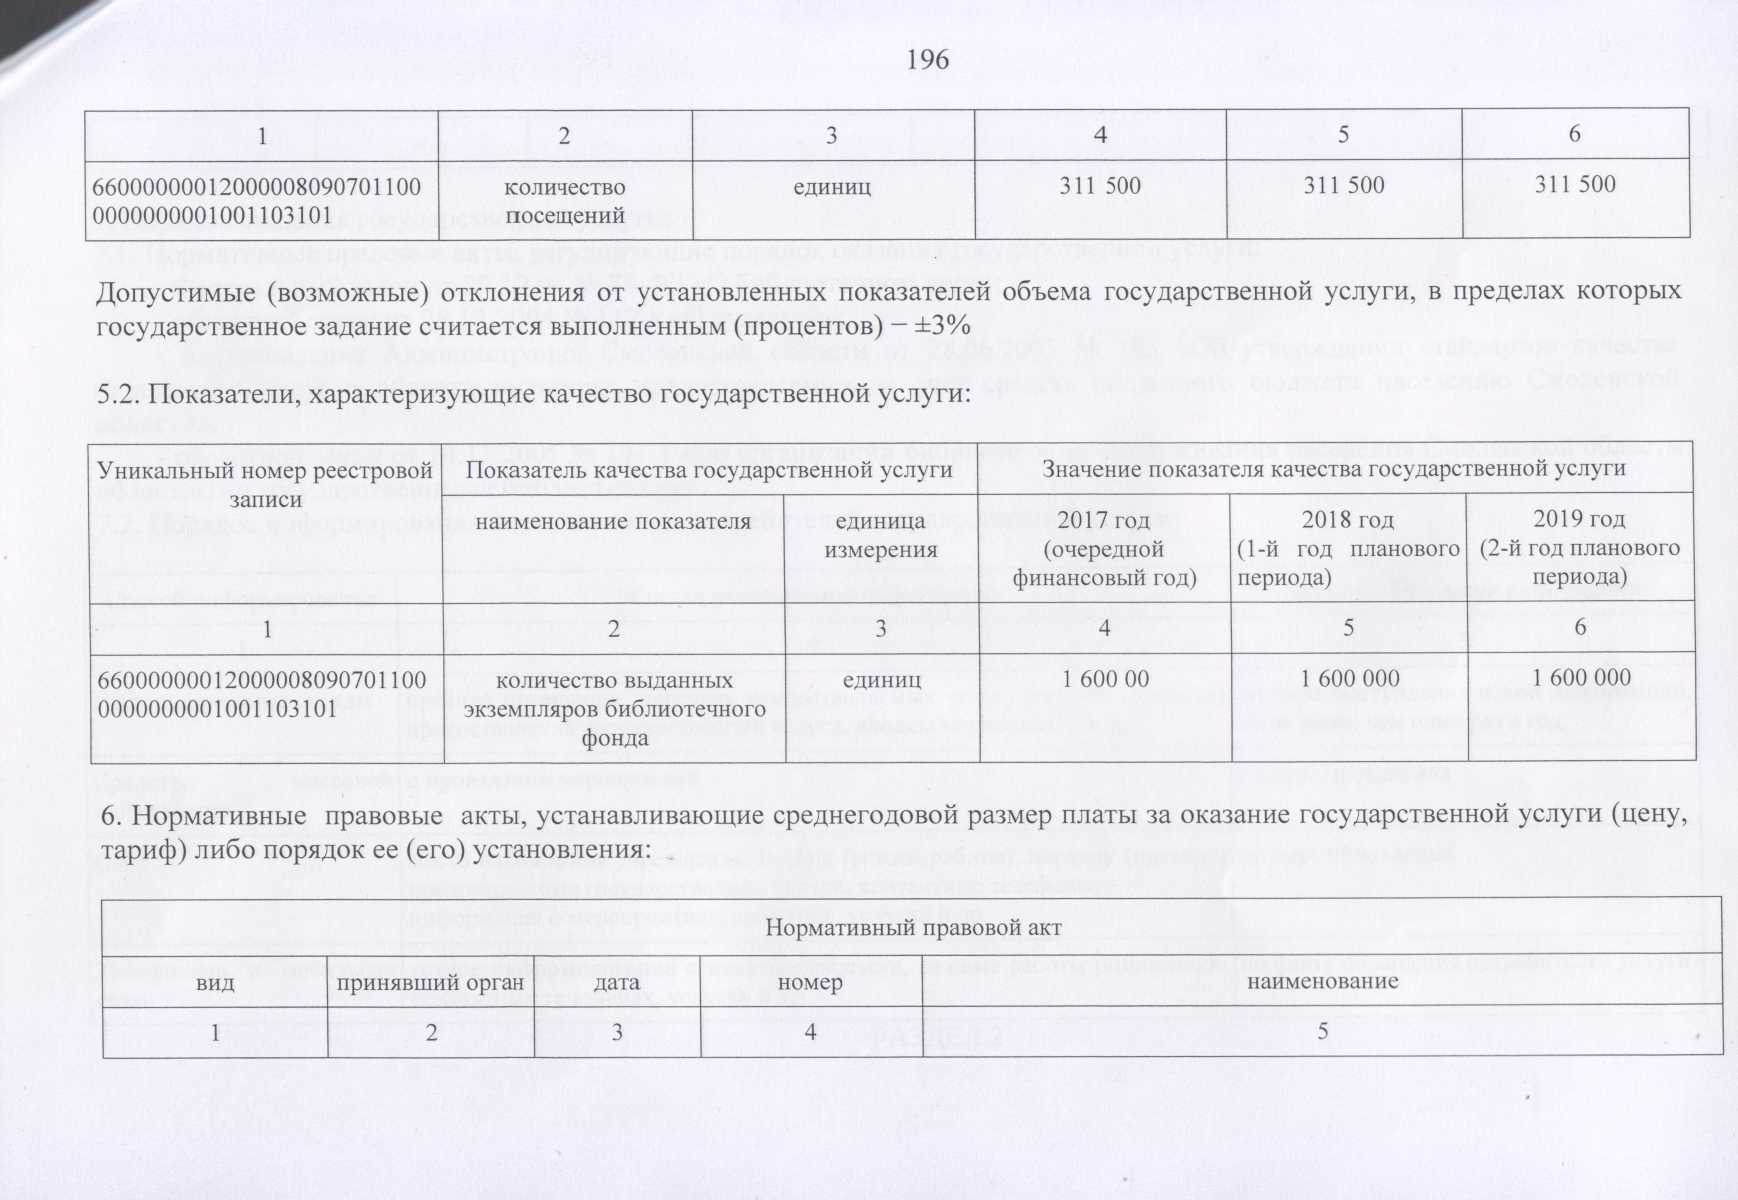 196
1 2 3 4 5 6
66000000012000008090701100 количество единиц 311 500 311 500 311 500
0000000001001103101 посещений
Допустимые (возможные) отклонения от установленных показателей объема государственной услуги, в пределах которых
государственное задание считается выполненным (процентов) − ±3%
5.2. Показатели, характеризующие качество государственной услуги:
Уникальный номер реестровой Показатель качества государственной услуги Значение показателя качества государственной услуги
записи
наименование показателя единица 2017 год 2018 год 2019 год
измерения (очередной (1-й год планового (2-й год планового
финансовый год) периода) периода)
1 2 3 4 5 6
66000000012000008090701100 количество выданных единиц 1 600 00 1 600 000 1 600 000
0000000001001103101 экземпляров библиотечного
фонда
6. Нормативные правовые акты, устанавливающие среднегодовой размер платы за оказание государственной услуги (цену,
тариф) либо порядок ее (его) установления:
Нормативный правовой акт
вид принявший орган дата номер наименование
1 2 3 4 5